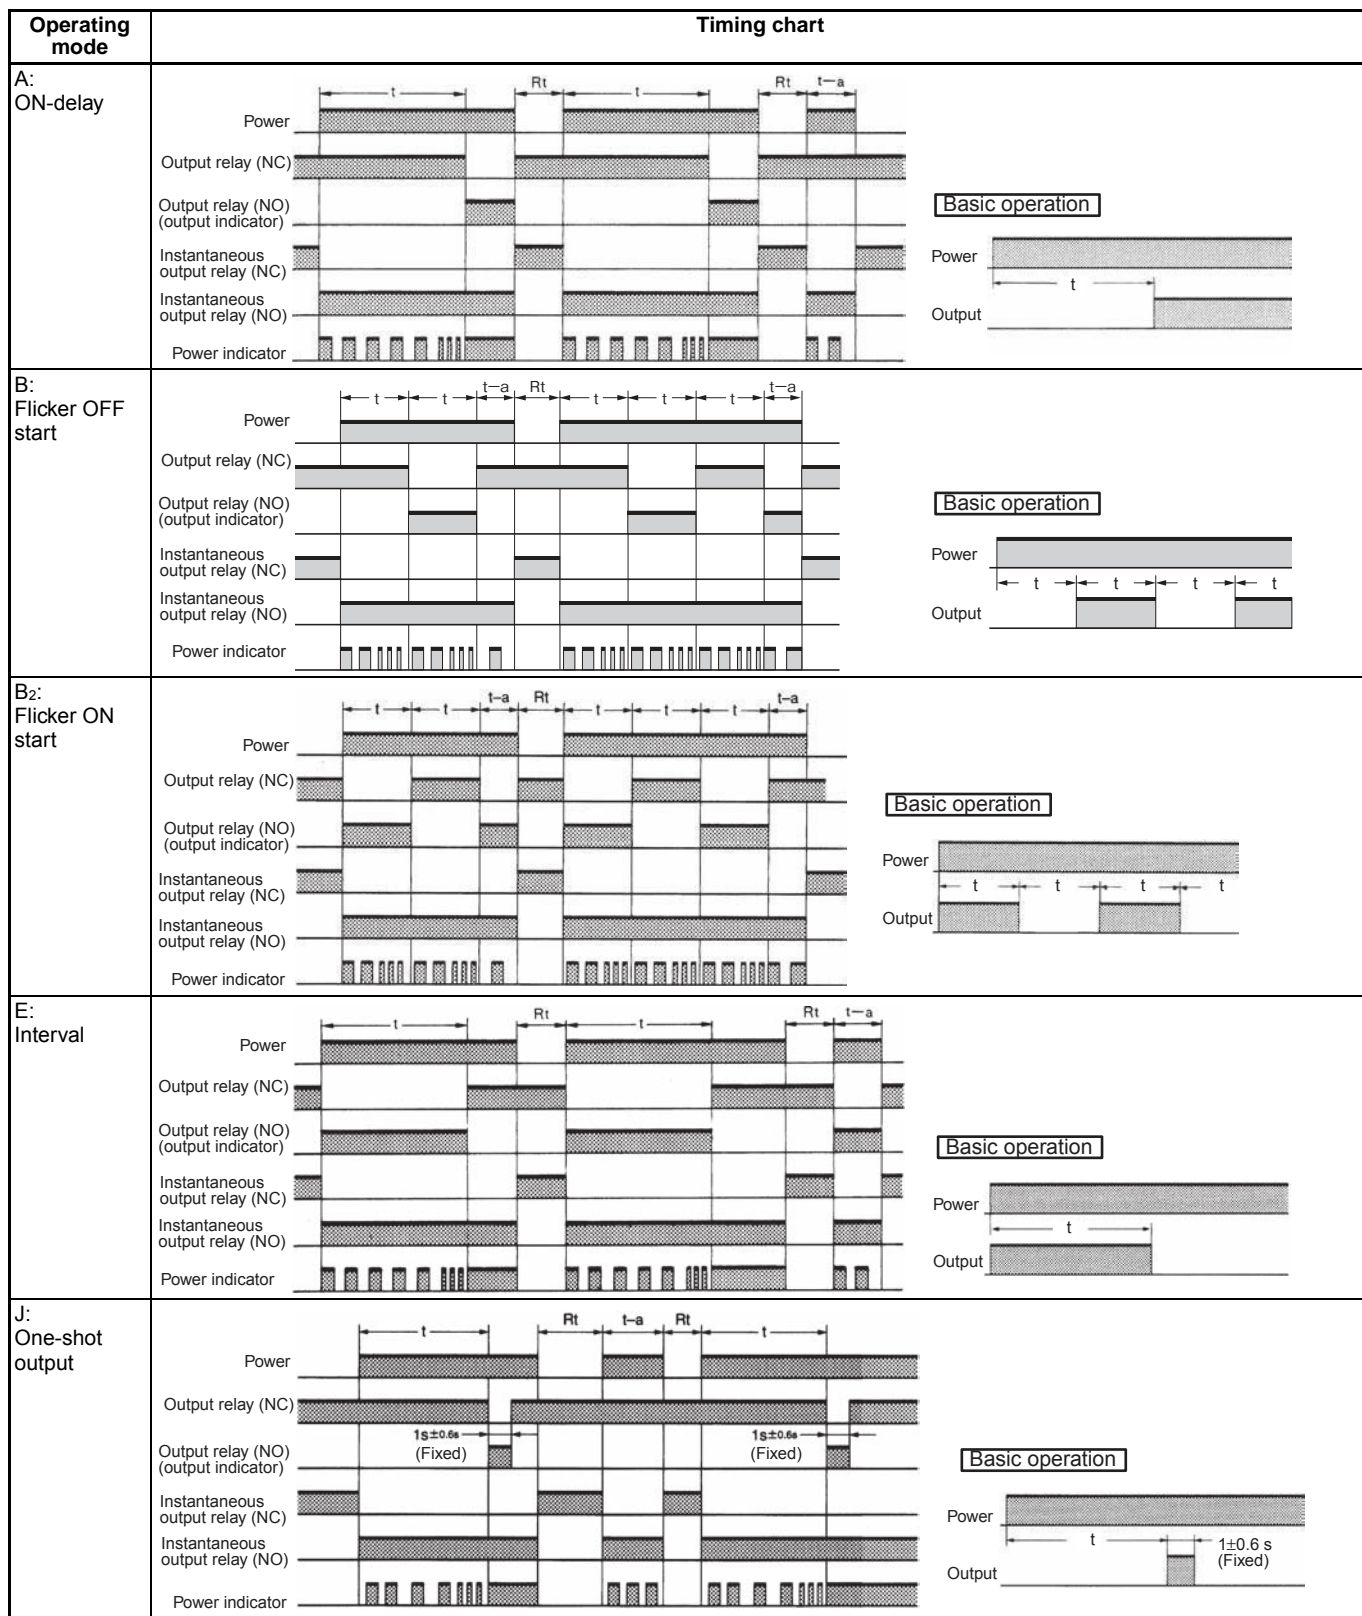 Operating
mode
Timing chart
A:
ON-delay
t
Rt
t
Rt
t–a
Power
Output relay (NC)
Output relay (NO)
(output indicator)
Instantaneous
output relay (NC)
Instantaneous
output relay (NO)
Power indicator
Basic operation
Power
t
Output
B:
Flicker OFF
start
t
t
t–a
Rt
t
t
t
t–a
Power
Output relay (NC)
Output relay (NO)
(output indicator)
Instantaneous
output relay (NC)
Instantaneous
output relay (NO)
Power indicator
Basic operation
Power
t
t
t
t
Output
B2:
Flicker ON
start
t
t
t–a
Rt
t
t
t
t–a
Power
Output relay (NC)
Output relay (NO)
(output indicator)
Instantaneous
output relay (NC)
Instantaneous
output relay (NO)
Power indicator
Basic operation
Power
t
t
t
t
Output
E:
Interval
t
Rt
t
Rt
t–a
Power
Output relay (NC)
Output relay (NO)
(output indicator)
Instantaneous
output relay (NC)
Instantaneous
output relay (NO)
Power indicator
Basic operation
Power
t
Output
J:
One-shot
output
t
Rt
t–a
Rt
t
Power
Output relay (NC)
1s±0.6s
(Fixed)
1s±0.6s
(Fixed)
Output relay (NO)
(output indicator)
Instantaneous
output relay (NC)
Instantaneous
output relay (NO)
Power indicator
Basic operation
Power
t
1±0.6 s
(Fixed)
Output